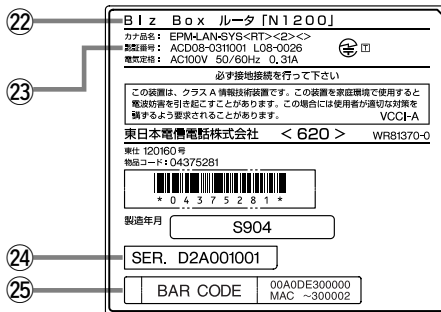 ㉒
BIz Box ルータ「N1200」
カナ品名: EPM-LAN-SYS<RT><2><>
㉓
認証番号: ACD08-0311001 L08-0026
電気定格: AC100V 50/60Hz 0.31A
必ず接地接続を行って下さい
この装置は、クラス A 情報技術装置です。この装置を家庭環境で使用すると
電波妨害を引き起こすことがあります。この場合には使用者が適切な対策を
講ずるよう要求されることがあります。
VCCI-A
東日本電信電話株式会社 <620> WR81370-0
東仕 120160号
物品コード:04375281
* 0 4 3 7 5 2 8 1 *
製造年月 S904
㉔
SER. D2A001001
㉕
BAR CODE
00A0DE300000
MAC ~300002